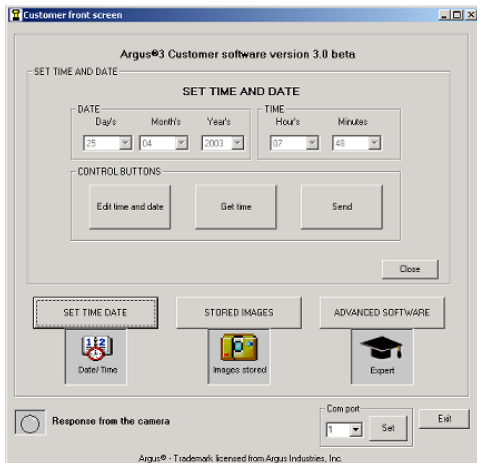 Customer front screen
Argus®3 Customer software version 3.0 beta
SET TIME AND DATE
SET TIME AND DATE
DATE
TIME
Day's Month's Year's Hour's Minutes
25 04 2003 07 48
CONTROL BUTTONS
Edit time and date Get time Send
Close
SET TIME DATE STORED IMAGES ADVANCED SOFTWARE
1 2
Date/Time Images stored Expert
Response from the camera
Com port
1 Set Exit
Argus® - Trademark licensed from Argus Industries, Inc.